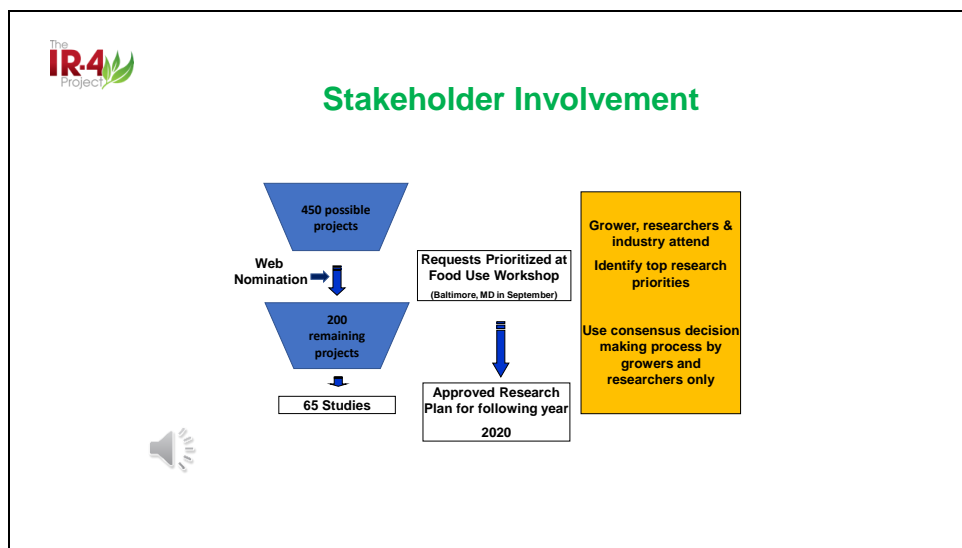 The
IR-4
Project
Stakeholder Involvement
450 possible
projects
Web
Nomination
200
remaining
projects
65 Studies
Requests Prioritized at
Food Use Workshop
(Baltimore, MD in September)
Approved Research
Plan for following year
2020
Grower, researchers &
industry attend
Identify top research
priorities
Use consensus decision
making process by
growers and
researchers only